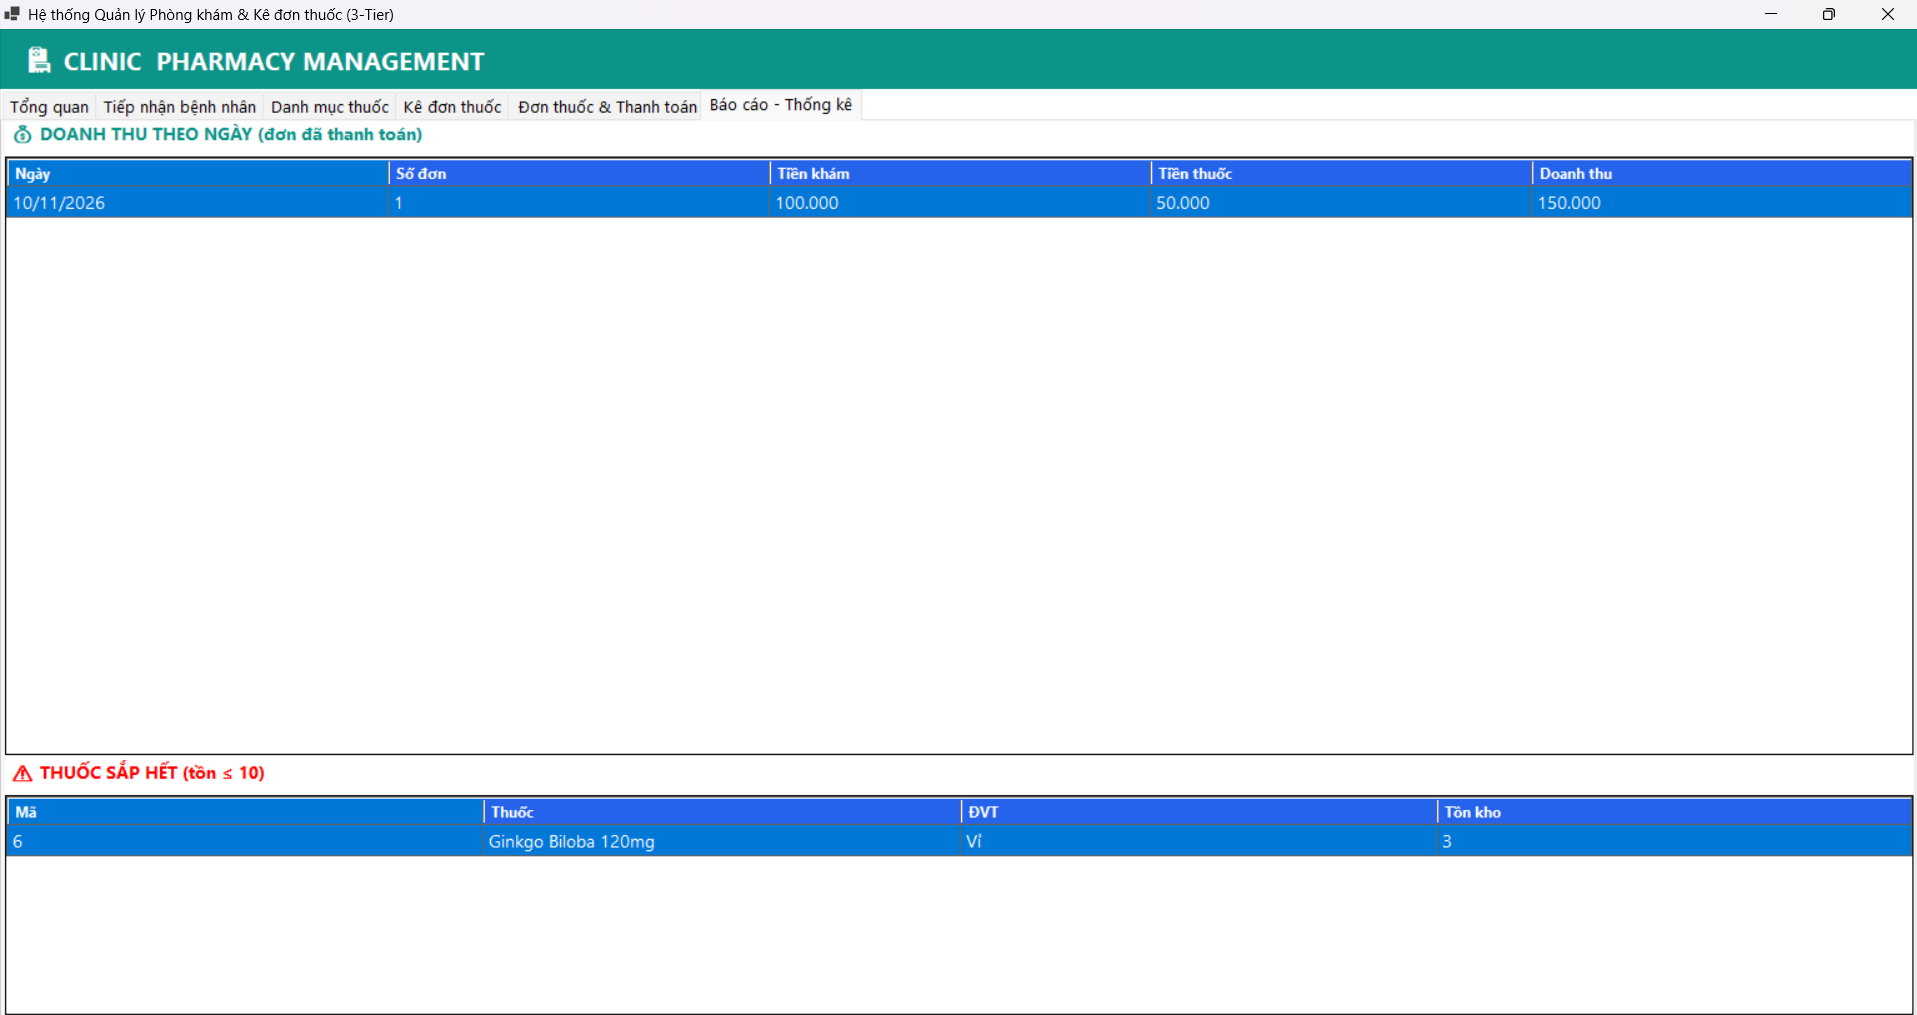 Hệ thống Quản lý Phòng khám & Kê đơn thuốc (3-Tier)
CLINIC PHARMACY MANAGEMENT
Tổng quan Tiếp nhận bệnh nhân Danh mục thuốc Kê đơn thuốc Đơn thuốc & Thanh toán Báo cáo - Thống kê
DOANH THU THEO NGÀY (đơn đã thanh toán)
Ngày Số đơn Tiền khám Tiền thuốc Doanh thu
10/11/2026 1 100.000 50.000 150.000
THUỐC SẮP HẾT (tồn ≤ 10)
Mã Thuốc ĐVT Tồn kho
6 Ginkgo Biloba 120mg Vỉ 3